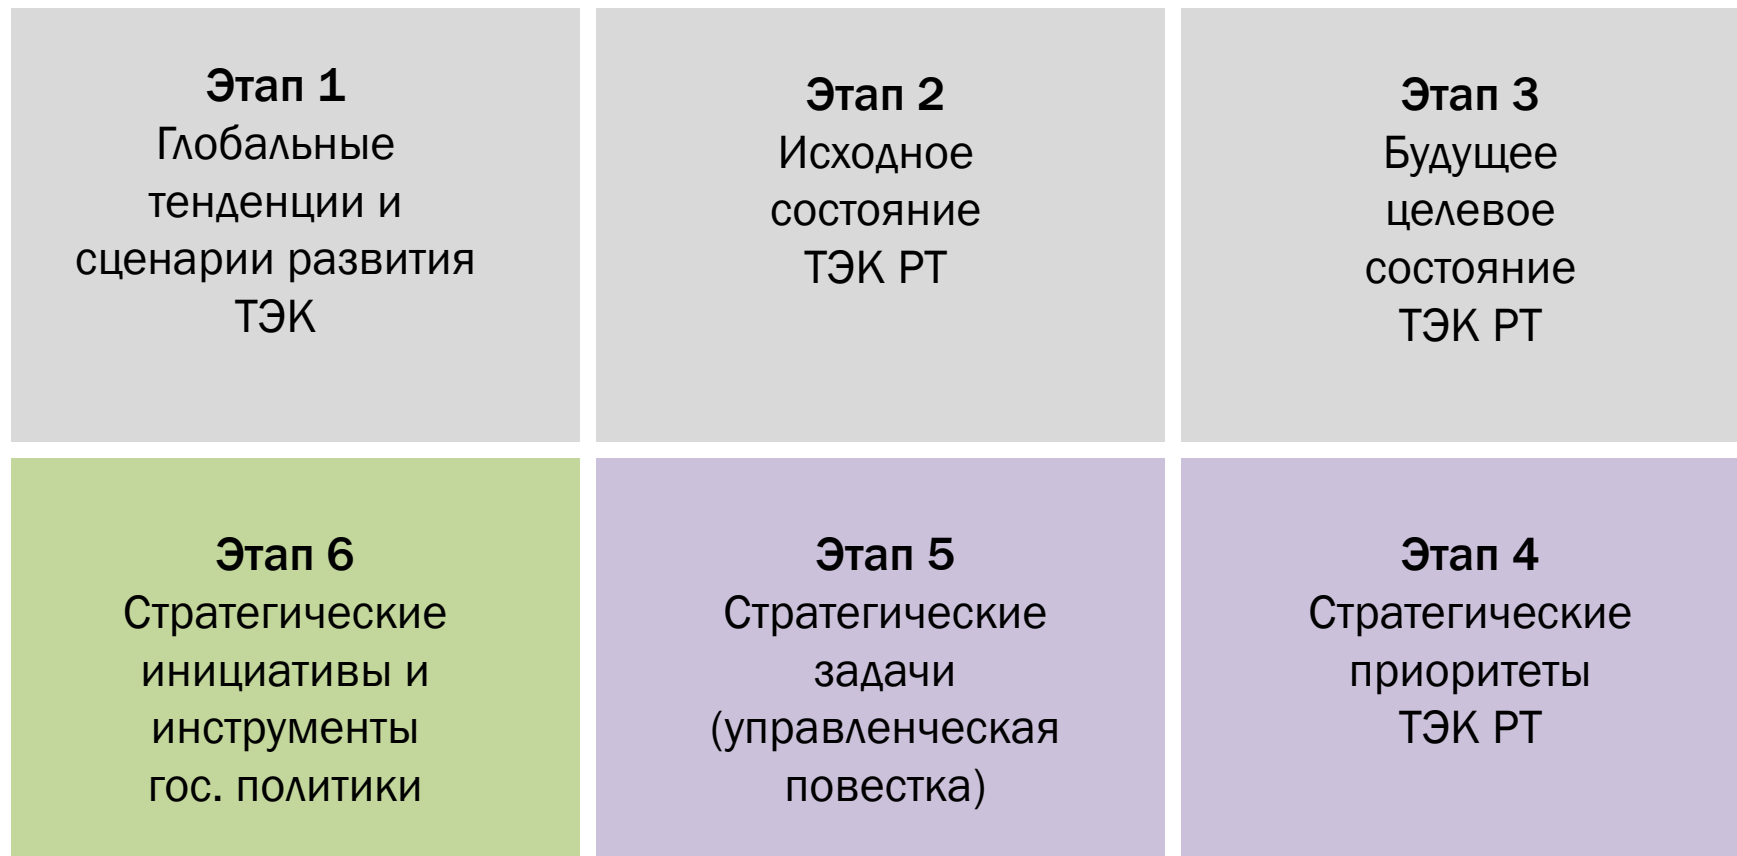 Этап 1
Глобальные
тенденции и
сценарии развития
ТЭК
Этап 2
Исходное
состояние
ТЭК РТ
Этап 3
Будущее
целевое
состояние
ТЭК РТ
Этап 6
Стратегические
инициативы и
инструменты
гос. политики
Этап 5
Стратегические
задачи
(управленческая
повестка)
Этап 4
Стратегические
приоритеты
ТЭК РТ